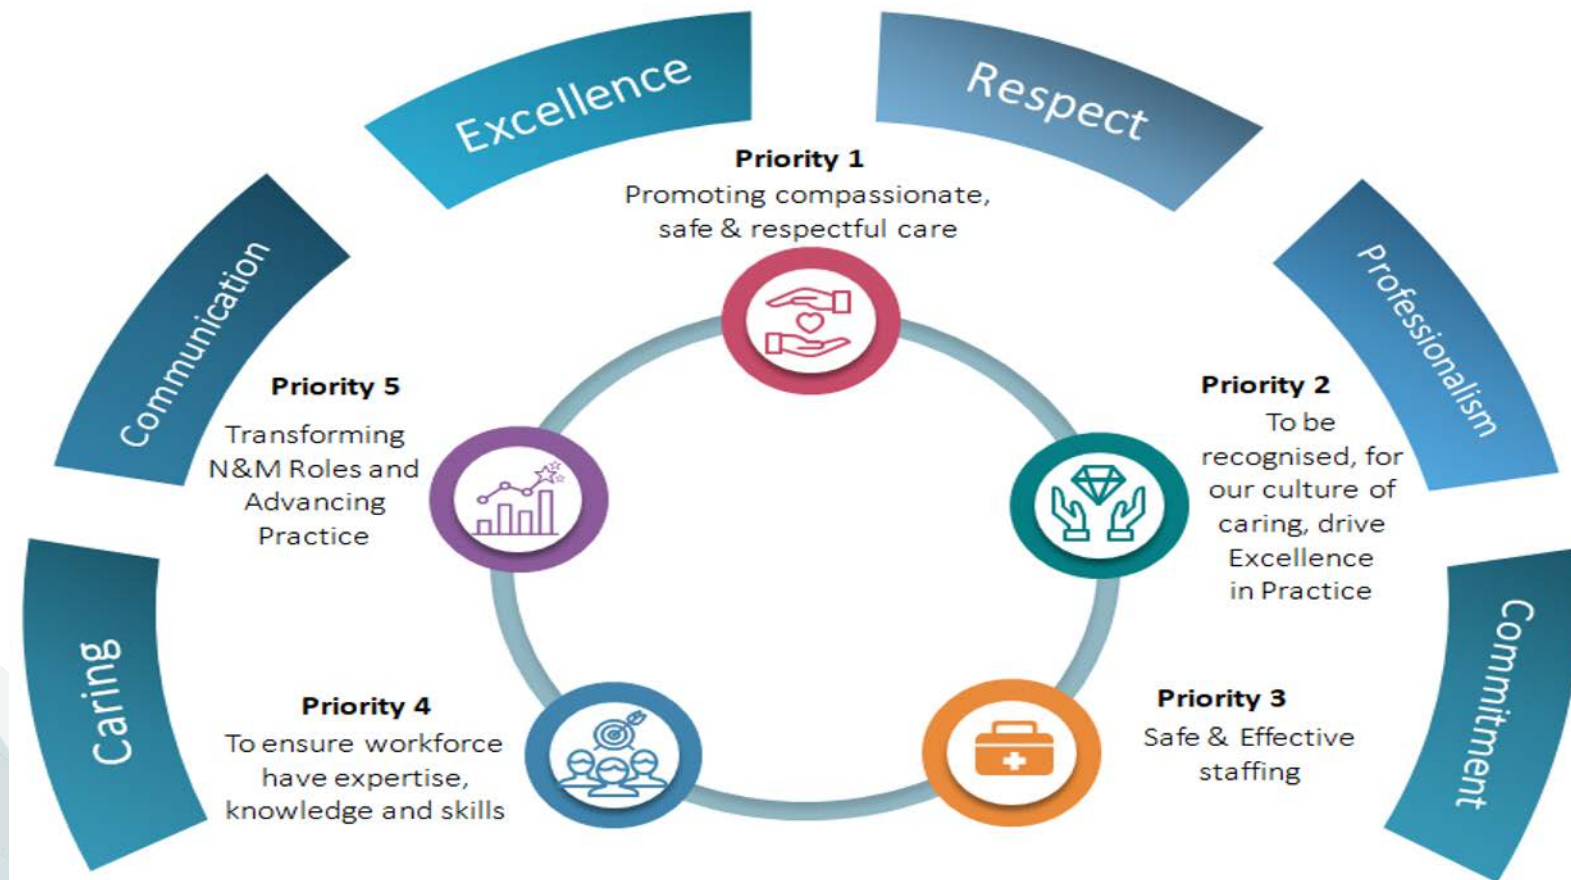 Excellence
Respect
Communication
Professionalism
Caring
Commitment
Priority 1
Promoting compassionate,
safe & respectful care
Priority 2
To be
recognised, for
our culture of
caring, drive
Excellence
in Practice
Priority 3
Safe & Effective
staffing
Priority 4
To ensure workforce
have expertise,
knowledge and skills
Priority 5
Transforming
N&M Roles and
Advancing
Practice